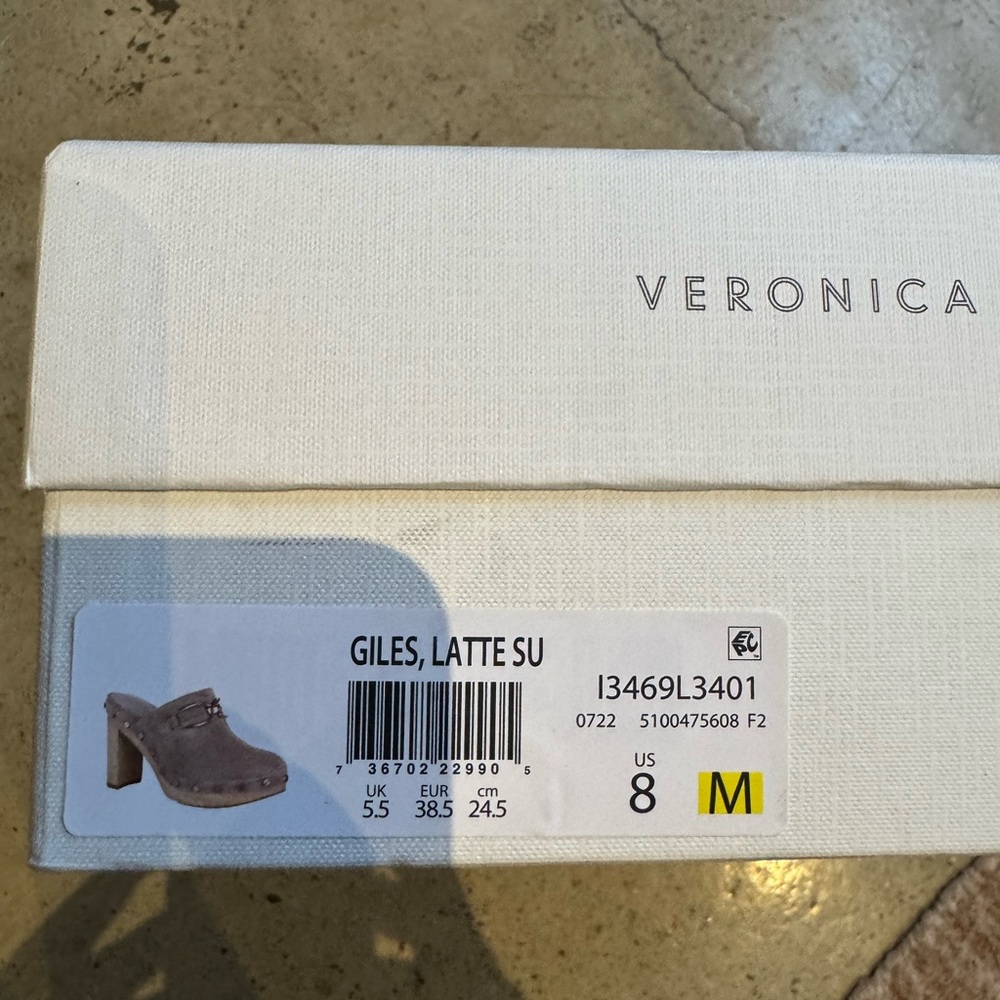 VERONICA
GILES, LATTE SU
I3469L3401
0722 5100475608 F2
7 36702 22990 5
UK EUR cm
5.5 38.5 24.5
US
8 M